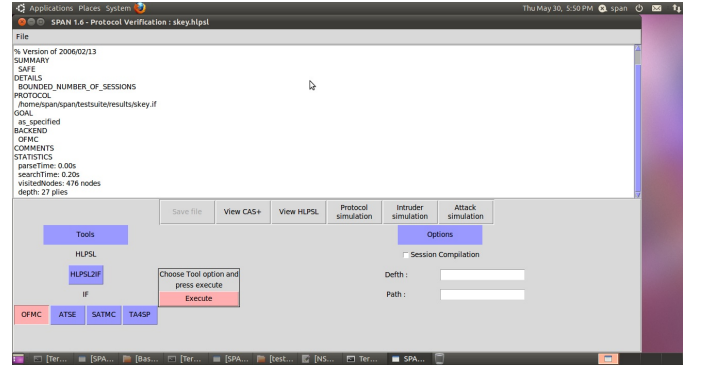 Applications Places System Thu May 30, 5:50 PM span
SPAN 1.6 - Protocol Verification : skey.hlpsl
File
% Version of 2006/02/13
SUMMARY
SAFE
DETAILS
BOUNDED_NUMBER_OF_SESSIONS
PROTOCOL
/home/span/span/testsuite/results/skey.if
GOAL
as_specified
BACKEND
OFMC
COMMENTS
STATISTICS
parseTime: 0.00s
searchTime: 0.20s
visitedNodes: 476 nodes
depth: 27 plies
Save file View CAS+ View HLPSL Protocol simulation Intruder simulation Attack simulation
Tools Options
HLPSL Session Compilation
HLPSL2IF Choose Tool option and press execute Defth :
IF Execute Path :
OFMC ATSE SATMC TA4SP
[Ter... [SPA... [Bas... [Ter... [SPA... [test... [NS... Ter... SPA...